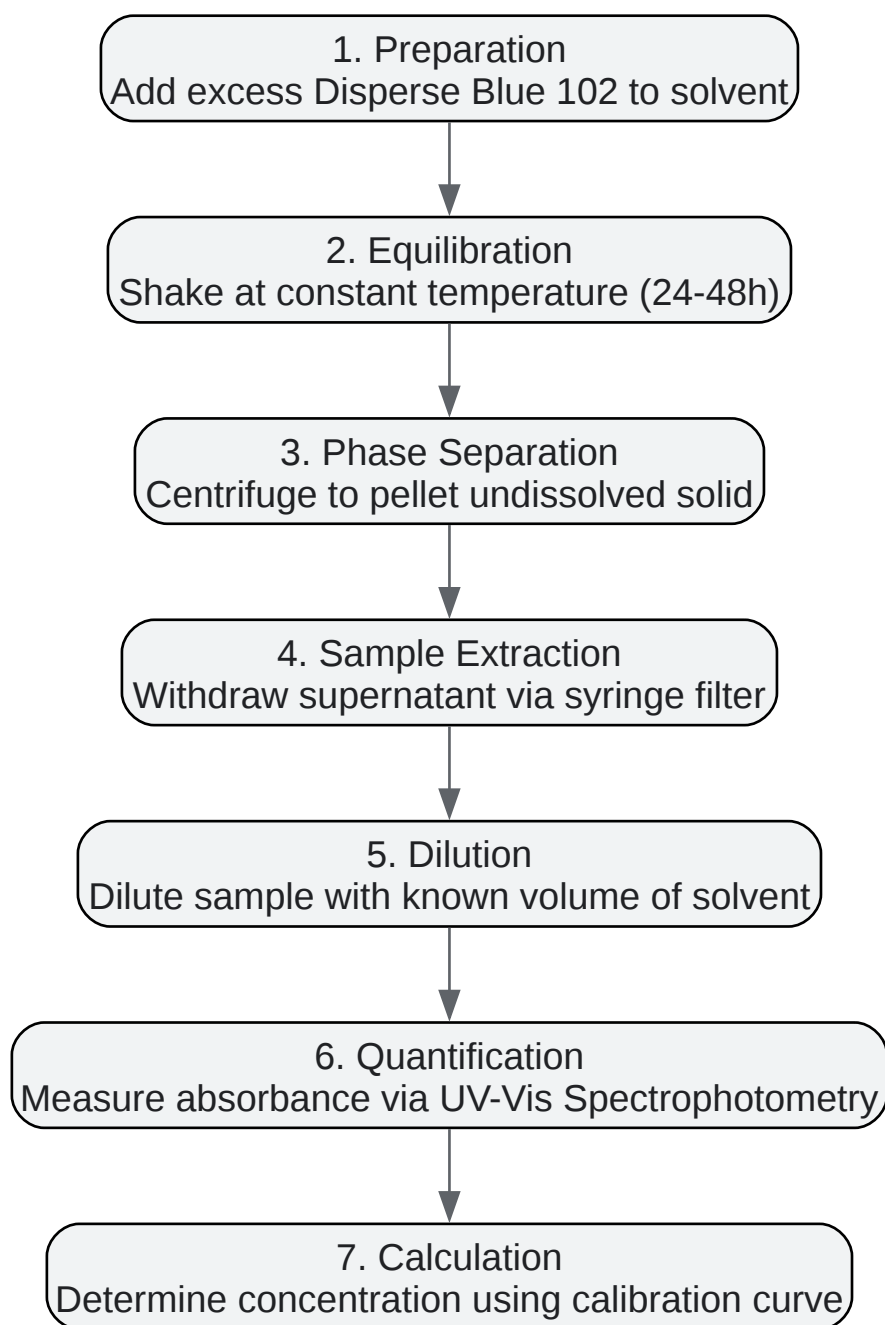 1. Preparation
Add excess Disperse Blue 102 to solvent
2. Equilibration
Shake at constant temperature (24-48h)
3. Phase Separation
Centrifuge to pellet undissolved solid
4. Sample Extraction
Withdraw supernatant via syringe filter
5. Dilution
Dilute sample with known volume of solvent
6. Quantification
Measure absorbance via UV-Vis Spectrophotometry
7. Calculation
Determine concentration using calibration curve